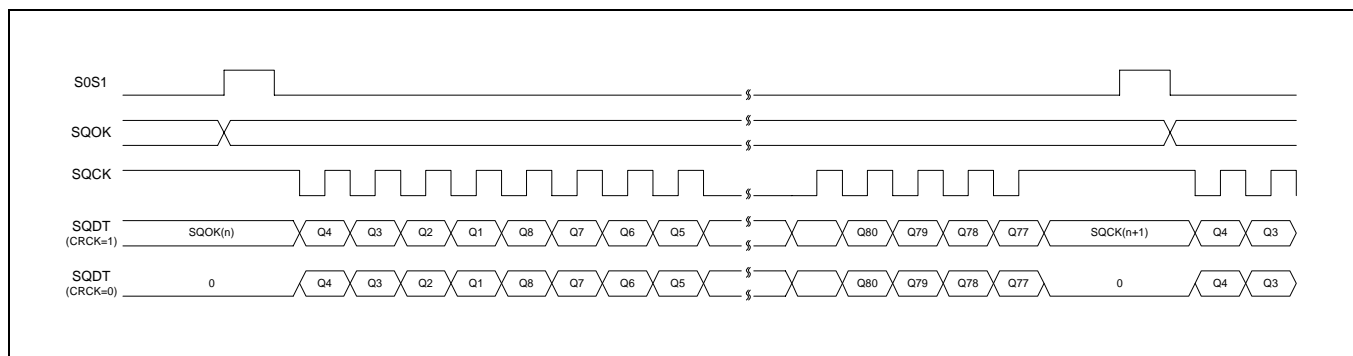 S0S1
SQOK
SQCK
SQDT
(CRCK=1)
SQOK(n) Q4 Q3 Q2 Q1 Q8 Q7 Q6 Q5 Q80 Q79 Q78 Q77 SQCK(n+1) Q4 Q3
SQDT
(CRCK=0)
0 Q4 Q3 Q2 Q1 Q8 Q7 Q6 Q5 Q80 Q79 Q78 Q77 0 Q4 Q3